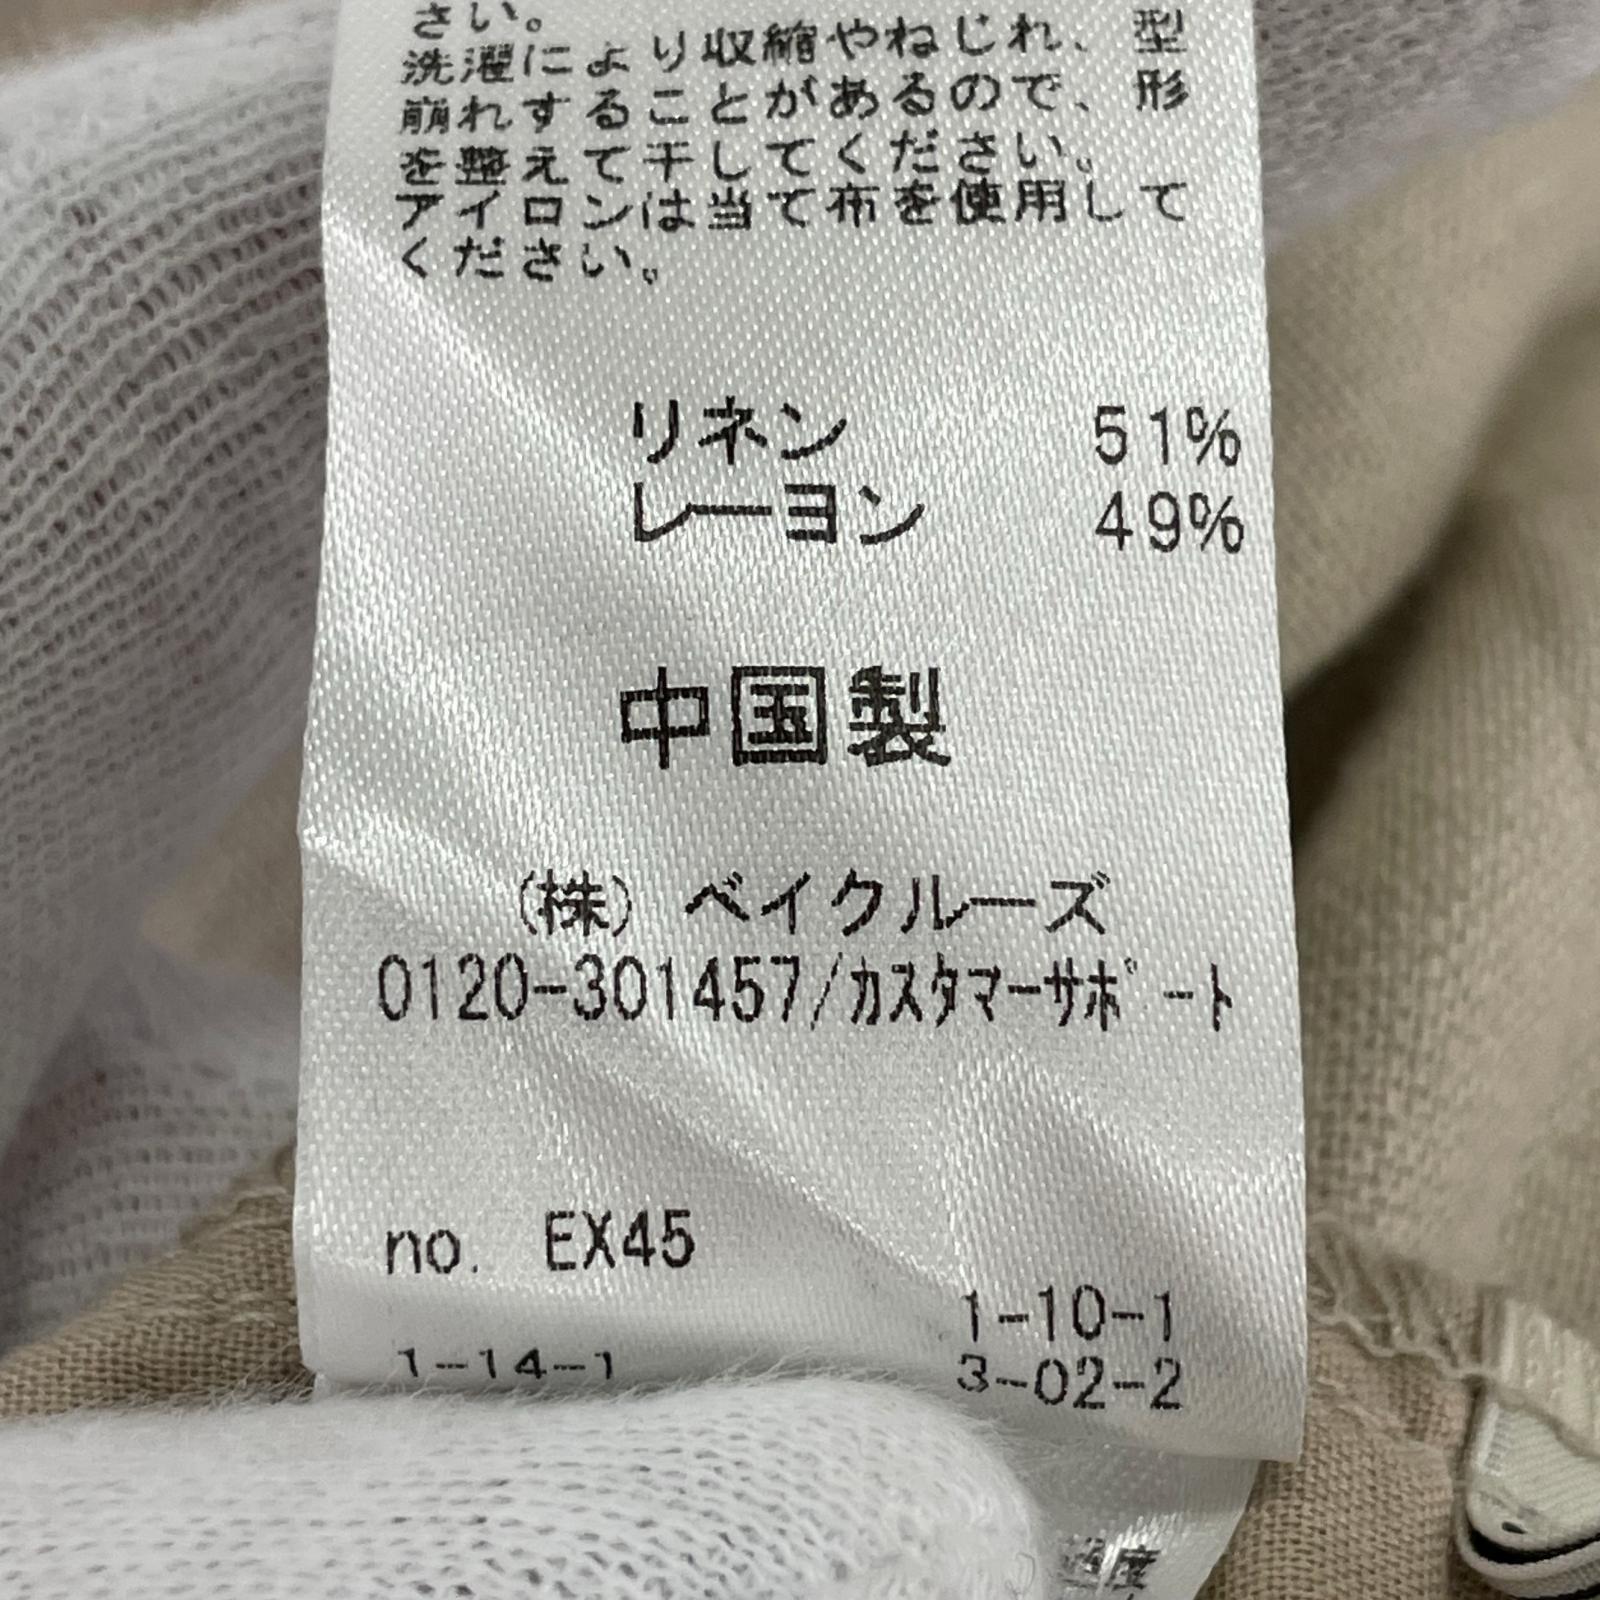 さい。
洗濯により収縮やねじれ、型
崩れすることがあるので、形
を整えて干してください。
アイロンは当て布を使用して
ください。
リネン 51%
レーヨン 49%
中国製
(株) ベイクルーズ
0120-301457/カスタマーサポート
no. EX45
1-10-1
1-14-1 3-02-2
度